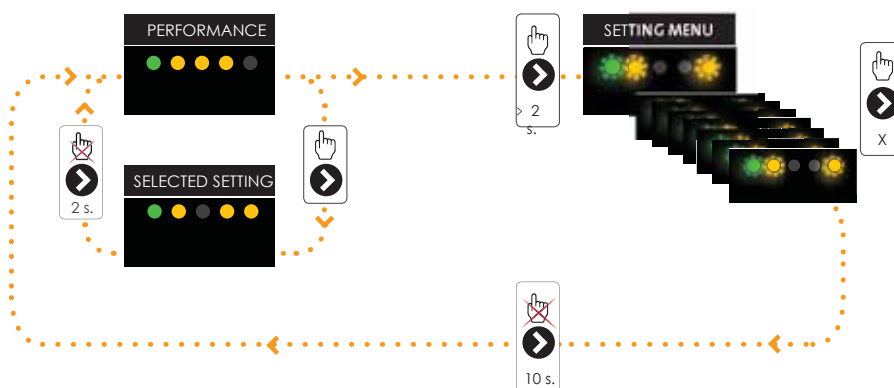 PERFORMANCE
SETTING MENU
> 2
s.
X
2 s.
SELECTED SETTING
10 s.